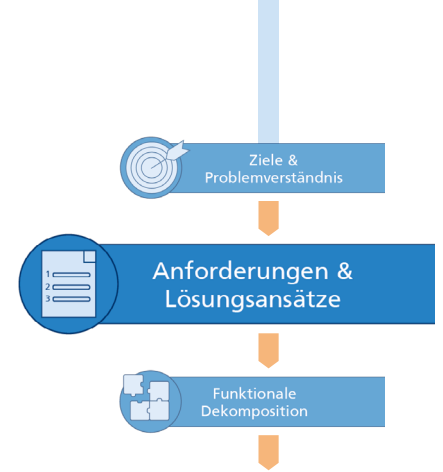 Ziele &
Problemverständnis
Anforderungen &
Lösungsansätze
1
2
3
Funktionale
Dekomposition